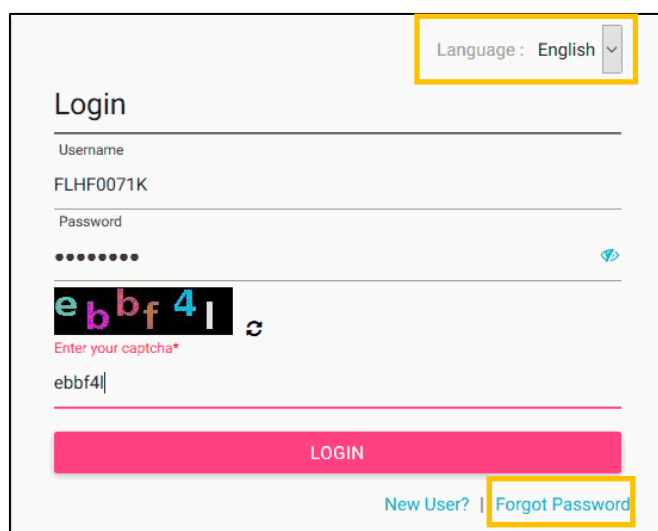 Language : English
Login
Username
FLHF0071K
Password
••••••••
ebbf4l
Enter your captcha*
ebbf4l
LOGIN
New User? | Forgot Password